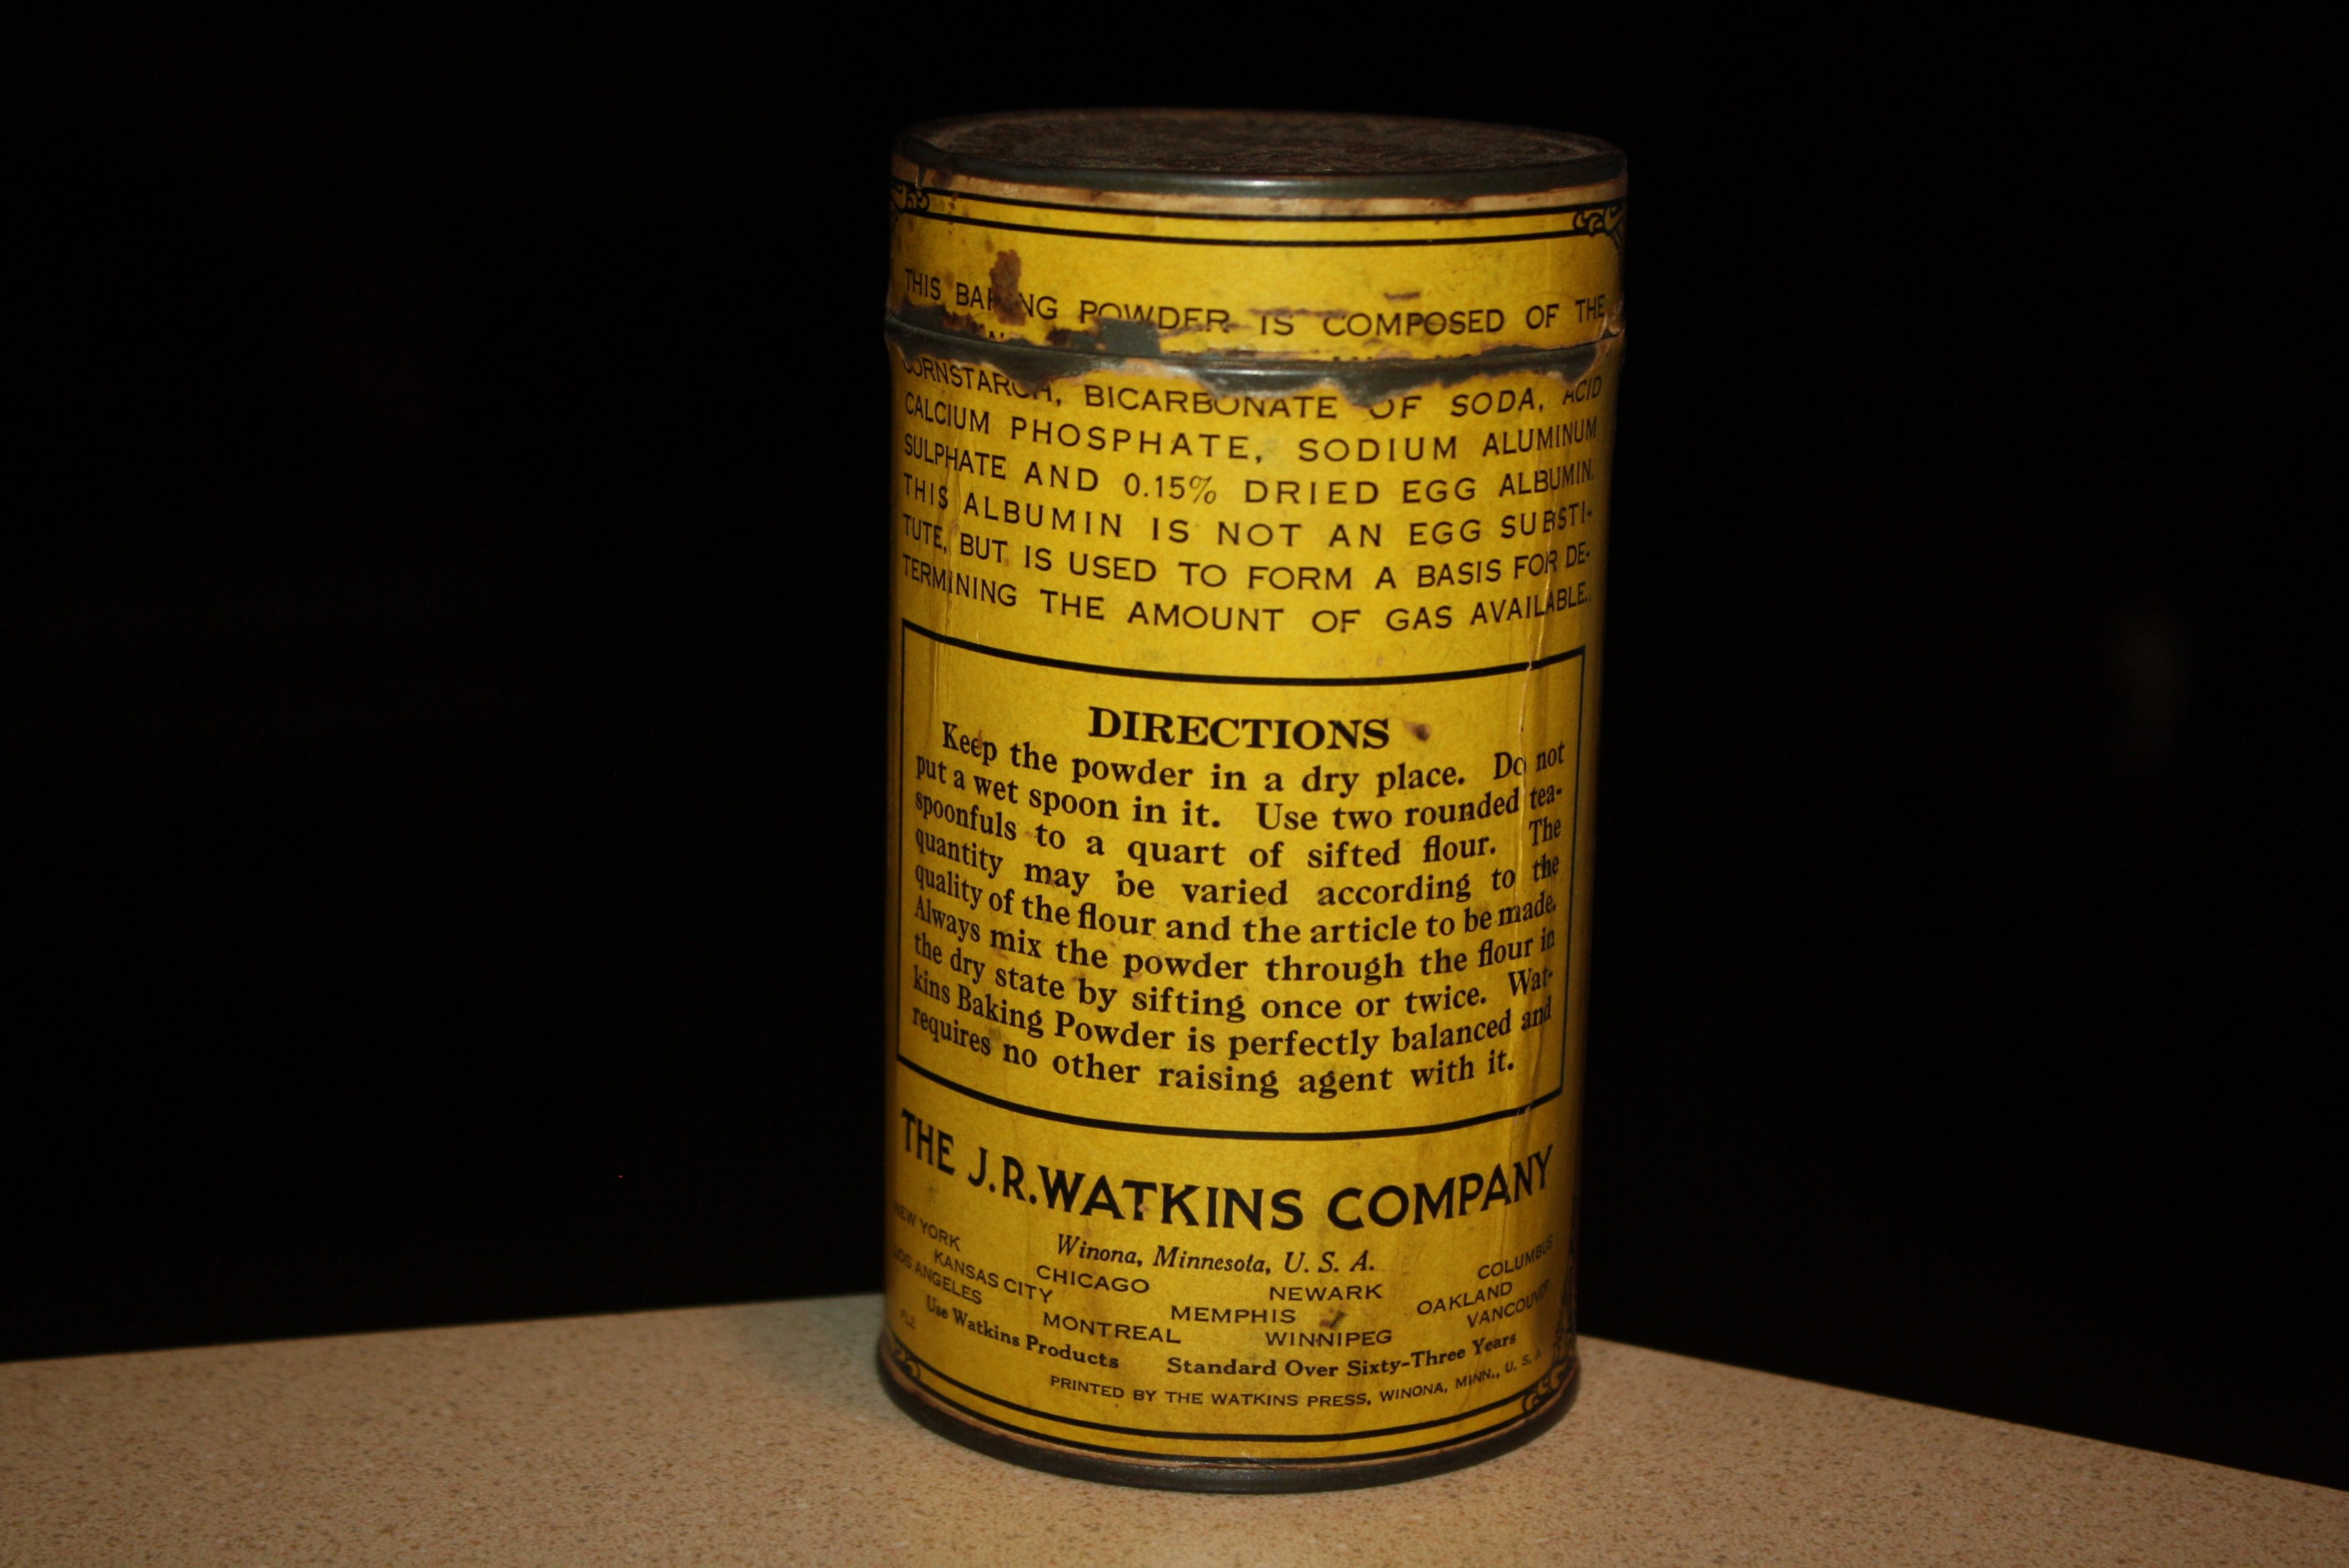 THIS BAKING POWDER IS COMPOSED OF THE
CORNSTARCH, BICARBONATE OF SODA, ACID
CALCIUM PHOSPHATE, SODIUM ALUMINUM
SULPHATE AND 0.15% DRIED EGG ALBUMIN.
THIS ALBUMIN IS NOT AN EGG SUBSTI-
TUTE, BUT IS USED TO FORM A BASIS FOR DE-
TERMINING THE AMOUNT OF GAS AVAILABLE.
DIRECTIONS
Keep the powder in a dry place. Do not
put a wet spoon in it. Use two rounded tea-
spoonfuls to a quart of sifted flour. The
quantity may be varied according to the
quality of the flour and the article to be made.
Always mix the powder through the flour in
the dry state by sifting once or twice. Wat-
kins Baking Powder is perfectly balanced and
requires no other raising agent with it.
THE J.R. WATKINS COMPANY
Winona, Minnesota, U. S. A.
NEW YORK CHICAGO NEWARK COLUMBUS
KANSAS CITY MEMPHIS OAKLAND
LOS ANGELES MONTREAL WINNIPEG VANCOUVER
Use Watkins Products Standard Over Sixty-Three Years
PRINTED BY THE WATKINS PRESS, WINONA, MINN., U. S. A.